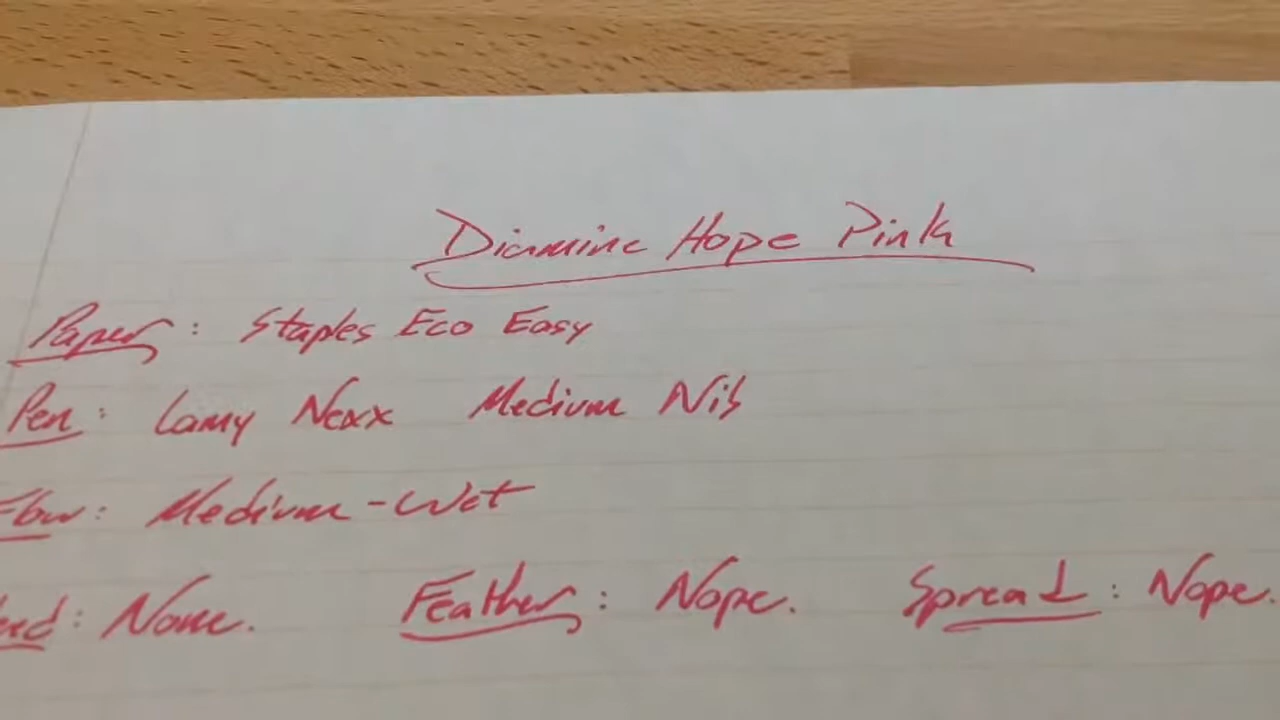 Diamine Hope Pink
Paper: Staples Eco Easy
Pen: Lamy Nexx Medium Nib
Flow: Medium-Wet
None. Feather: Nope. Spread: Nope.